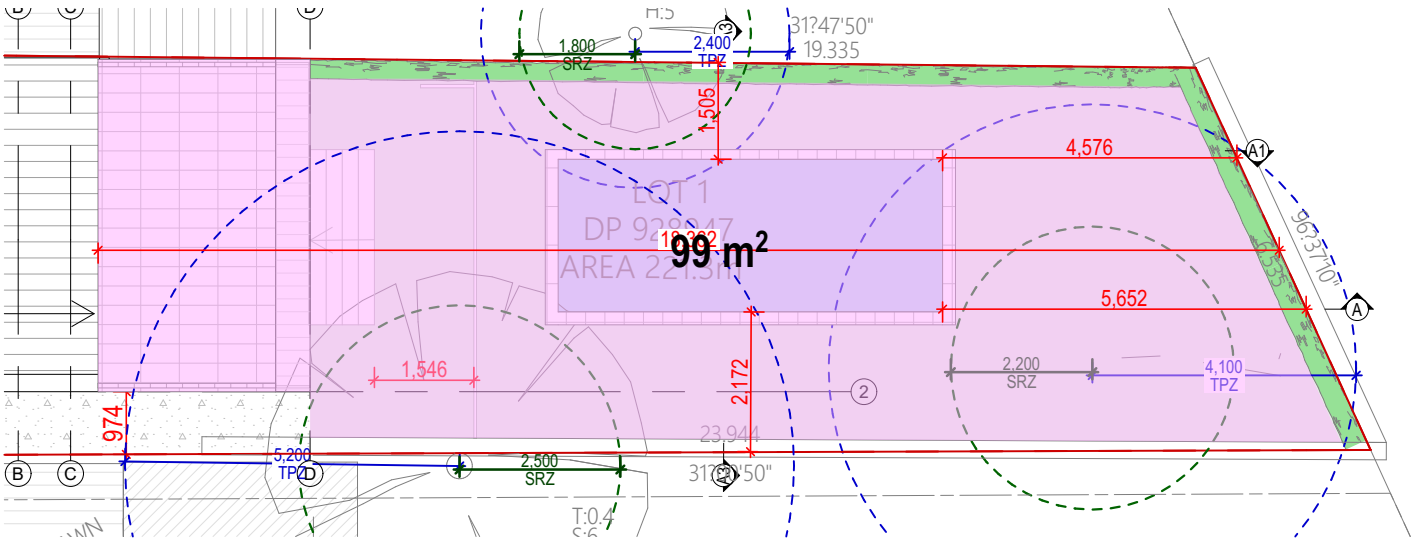 B
C
D
H:5
31?47'50"
19.335
1,800
SRZ
2,400
TPZ
1,505
4,576
A1
LOT 1
DP 92
AREA 221.3m
99 m²
96?37'10"
6.535
5,652
A
1,546
2,172
2,200
SRZ
4,100
TPZ
2
974
23.944
B
C
D
5,200
TPZ
2,500
SRZ
T:0.4
S:6